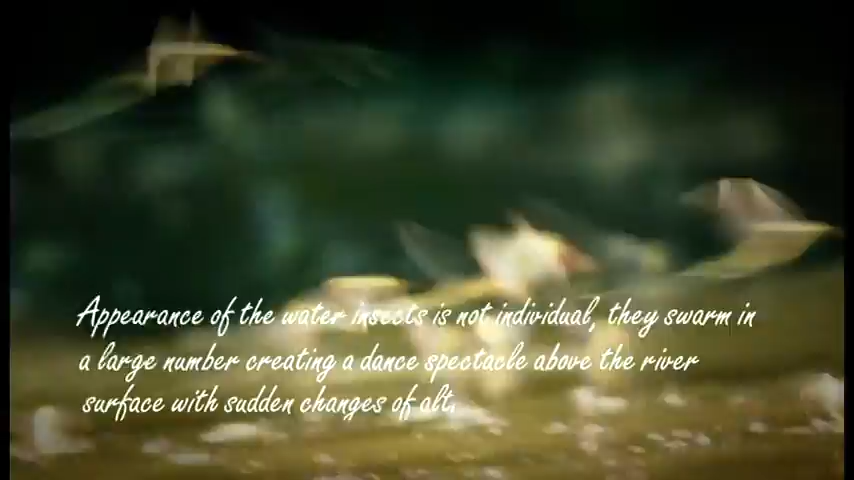 Appearance of the water insects is not individual, they swarm in
a large number creating a dance spectacle above the river
surface with sudden changes of alt.